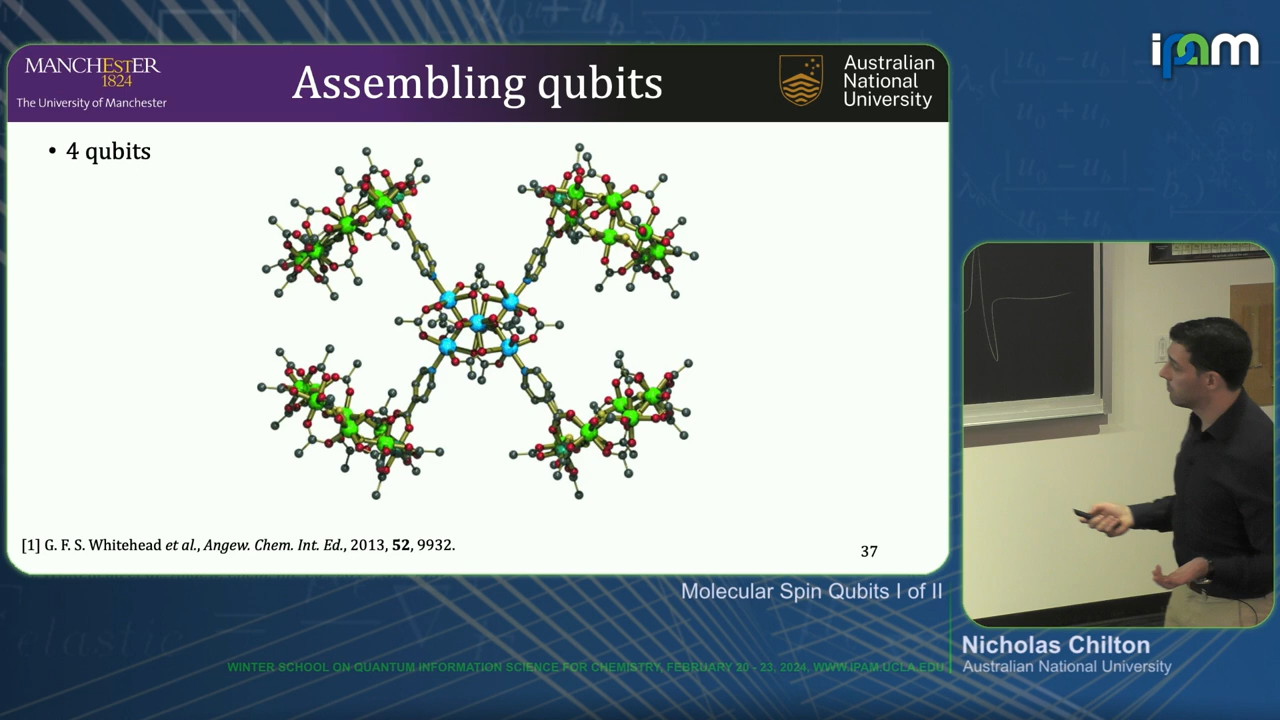 ipam
MANCHESTER
1824
The University of Manchester
Assembling qubits
Australian
National
University
• 4 qubits
[1] G. F. S. Whitehead et al., Angew. Chem. Int. Ed., 2013, 52, 9932.
37
Molecular Spin Qubits I of II
Nicholas Chilton
Australian National University
WINTER SCHOOL ON QUANTUM INFORMATION SCIENCE FOR CHEMISTRY, FEBRUARY 20 - 23, 2024, WWW.IPAM.UCLA.EDU
elastic